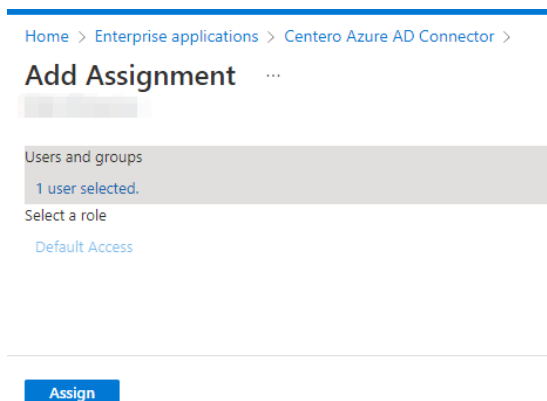 Home > Enterprise applications > Centero Azure AD Connector >
Add Assignment ...
Users and groups
1 user selected.
Select a role
Default Access
Assign